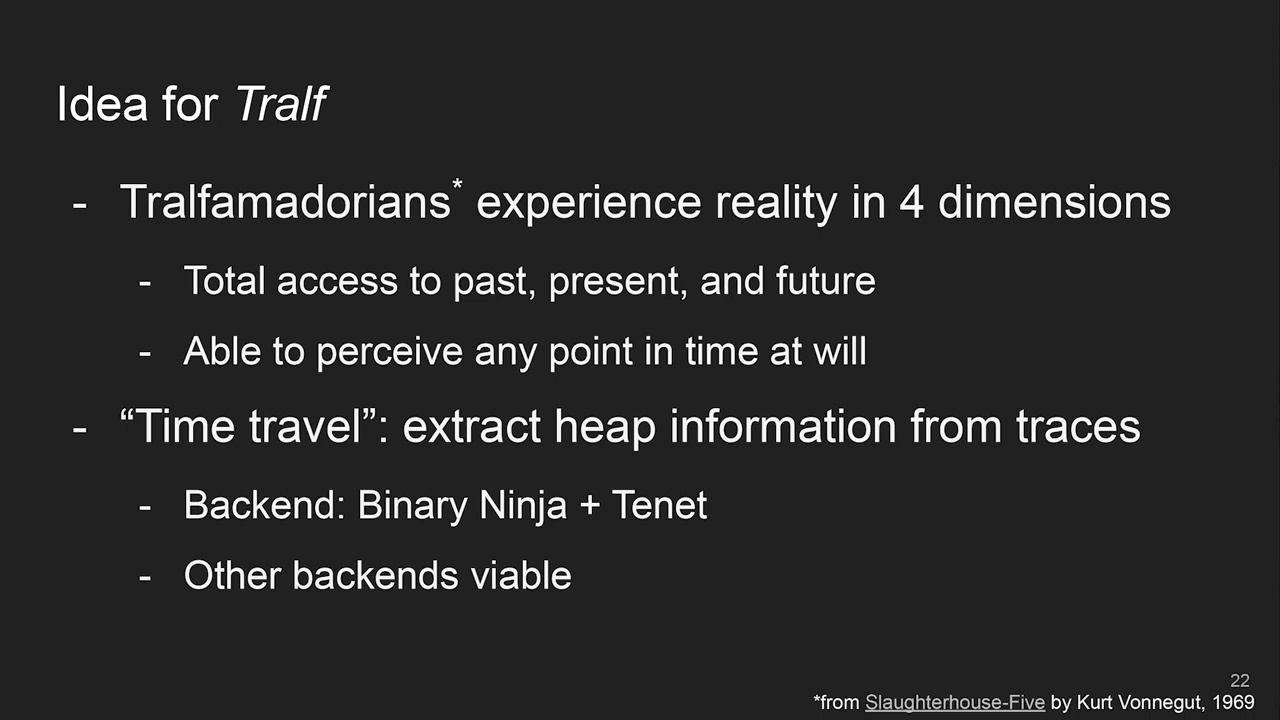 Idea for Tralf
- Tralfamadorians* experience reality in 4 dimensions
- Total access to past, present, and future
- Able to perceive any point in time at will
- “Time travel”: extract heap information from traces
- Backend: Binary Ninja + Tenet
- Other backends viable
22
*from Slaughterhouse-Five by Kurt Vonnegut, 1969